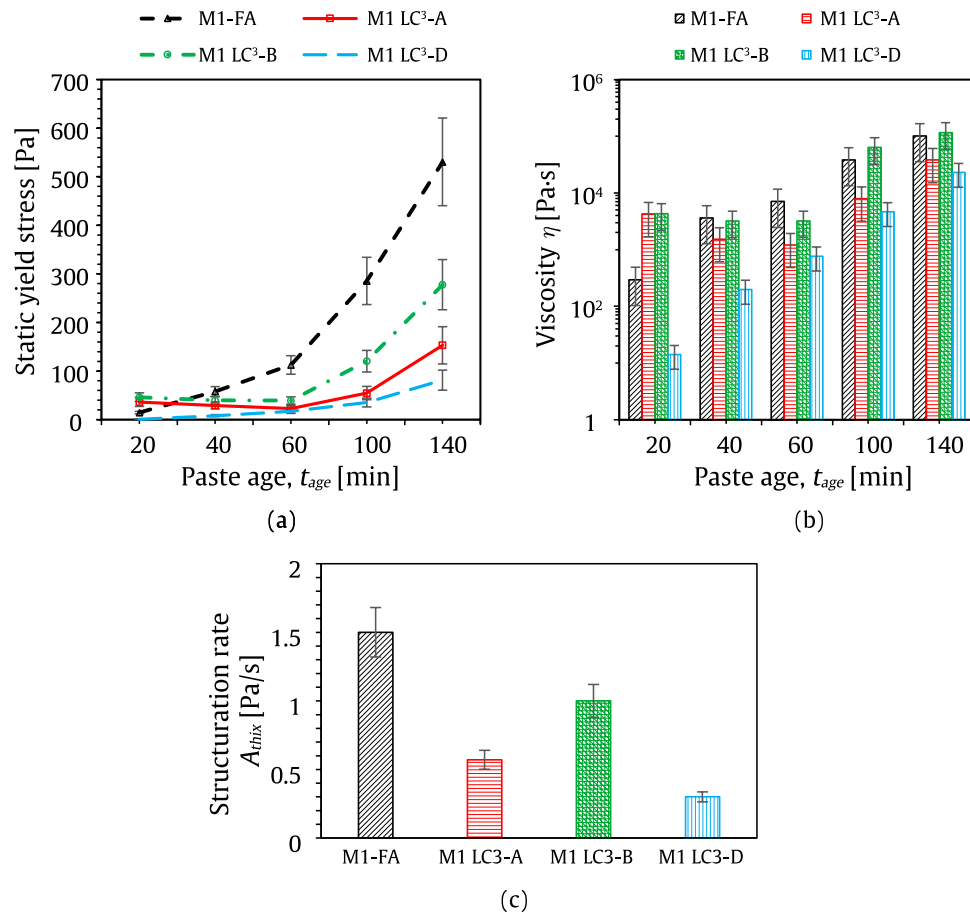 M1-FA M1 LC³-A
M1 LC³-B M1 LC³-D
700
600
500
400
300
200
100
0
Static yield stress [Pa]
20 40 60 100 140
Paste age, tage [min]
(a)
M1-FA M1 LC³-A
M1 LC³-B M1 LC³-D
10⁶
10⁴
10²
1
Viscosity η [Pa·s]
20 40 60 100 140
Paste age, tage [min]
(b)
2
1.5
1
0.5
0
Structuration rate
Athix [Pa/s]
M1-FA M1 LC3-A M1 LC3-B M1 LC3-D
(c)